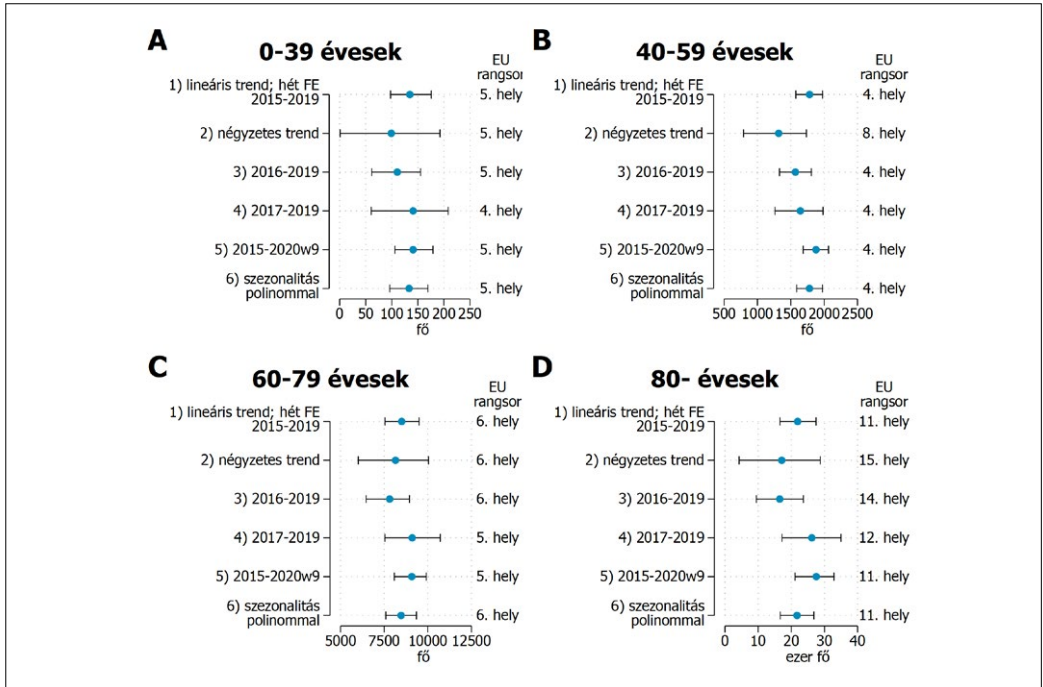 A
0-39 évesek
EU
rangsor
1) lineáris trend; hét FE
2015-2019
5. hely
2) négyzetes trend
5. hely
3) 2016-2019
5. hely
4) 2017-2019
4. hely
5) 2015-2020w9
5. hely
6) szezonalitás
polinommal
5. hely
0 50 100 150 200 250
fő
B
40-59 évesek
EU
rangsor
1) lineáris trend; hét FE
2015-2019
4. hely
2) négyzetes trend
8. hely
3) 2016-2019
4. hely
4) 2017-2019
4. hely
5) 2015-2020w9
4. hely
6) szezonalitás
polinommal
4. hely
500 1000 1500 2000 2500
fő
C
60-79 évesek
EU
rangsor
1) lineáris trend; hét FE
2015-2019
6. hely
2) négyzetes trend
6. hely
3) 2016-2019
6. hely
4) 2017-2019
5. hely
5) 2015-2020w9
5. hely
6) szezonalitás
polinommal
6. hely
5000 7500 10000 12500
fő
D
80- évesek
EU
rangsor
1) lineáris trend; hét FE
2015-2019
11. hely
2) négyzetes trend
15. hely
3) 2016-2019
14. hely
4) 2017-2019
12. hely
5) 2015-2020w9
11. hely
6) szezonalitás
polinommal
11. hely
0 10 20 30 40
ezer fő